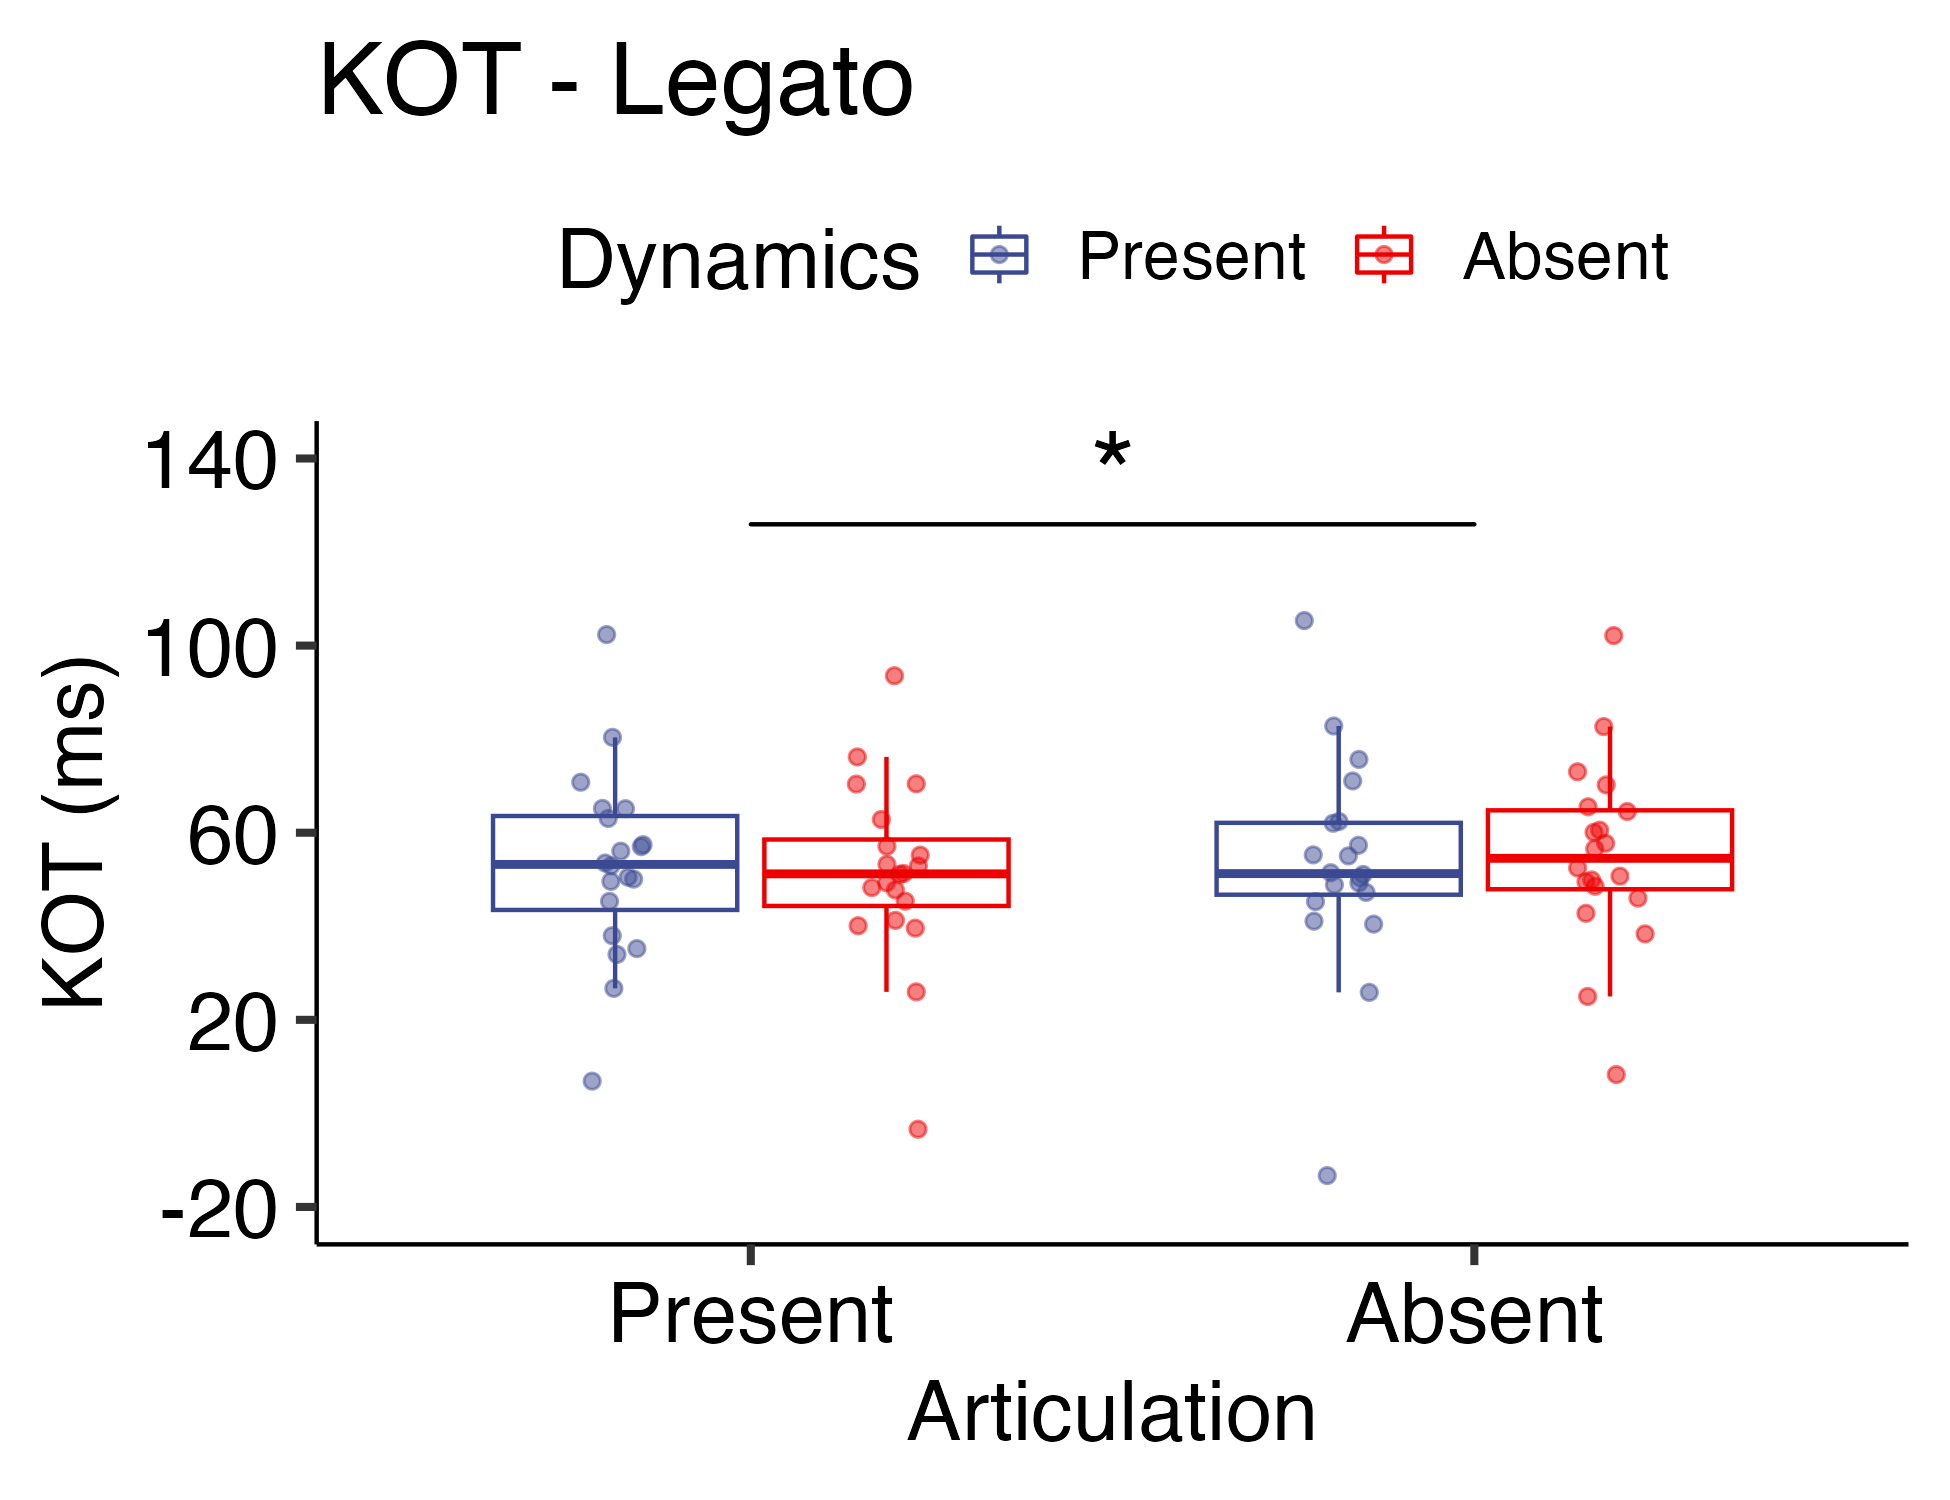 KOT - Legato
Dynamics Present Absent
*
140
100
60
20
-20
KOT (ms)
Present Absent
Articulation